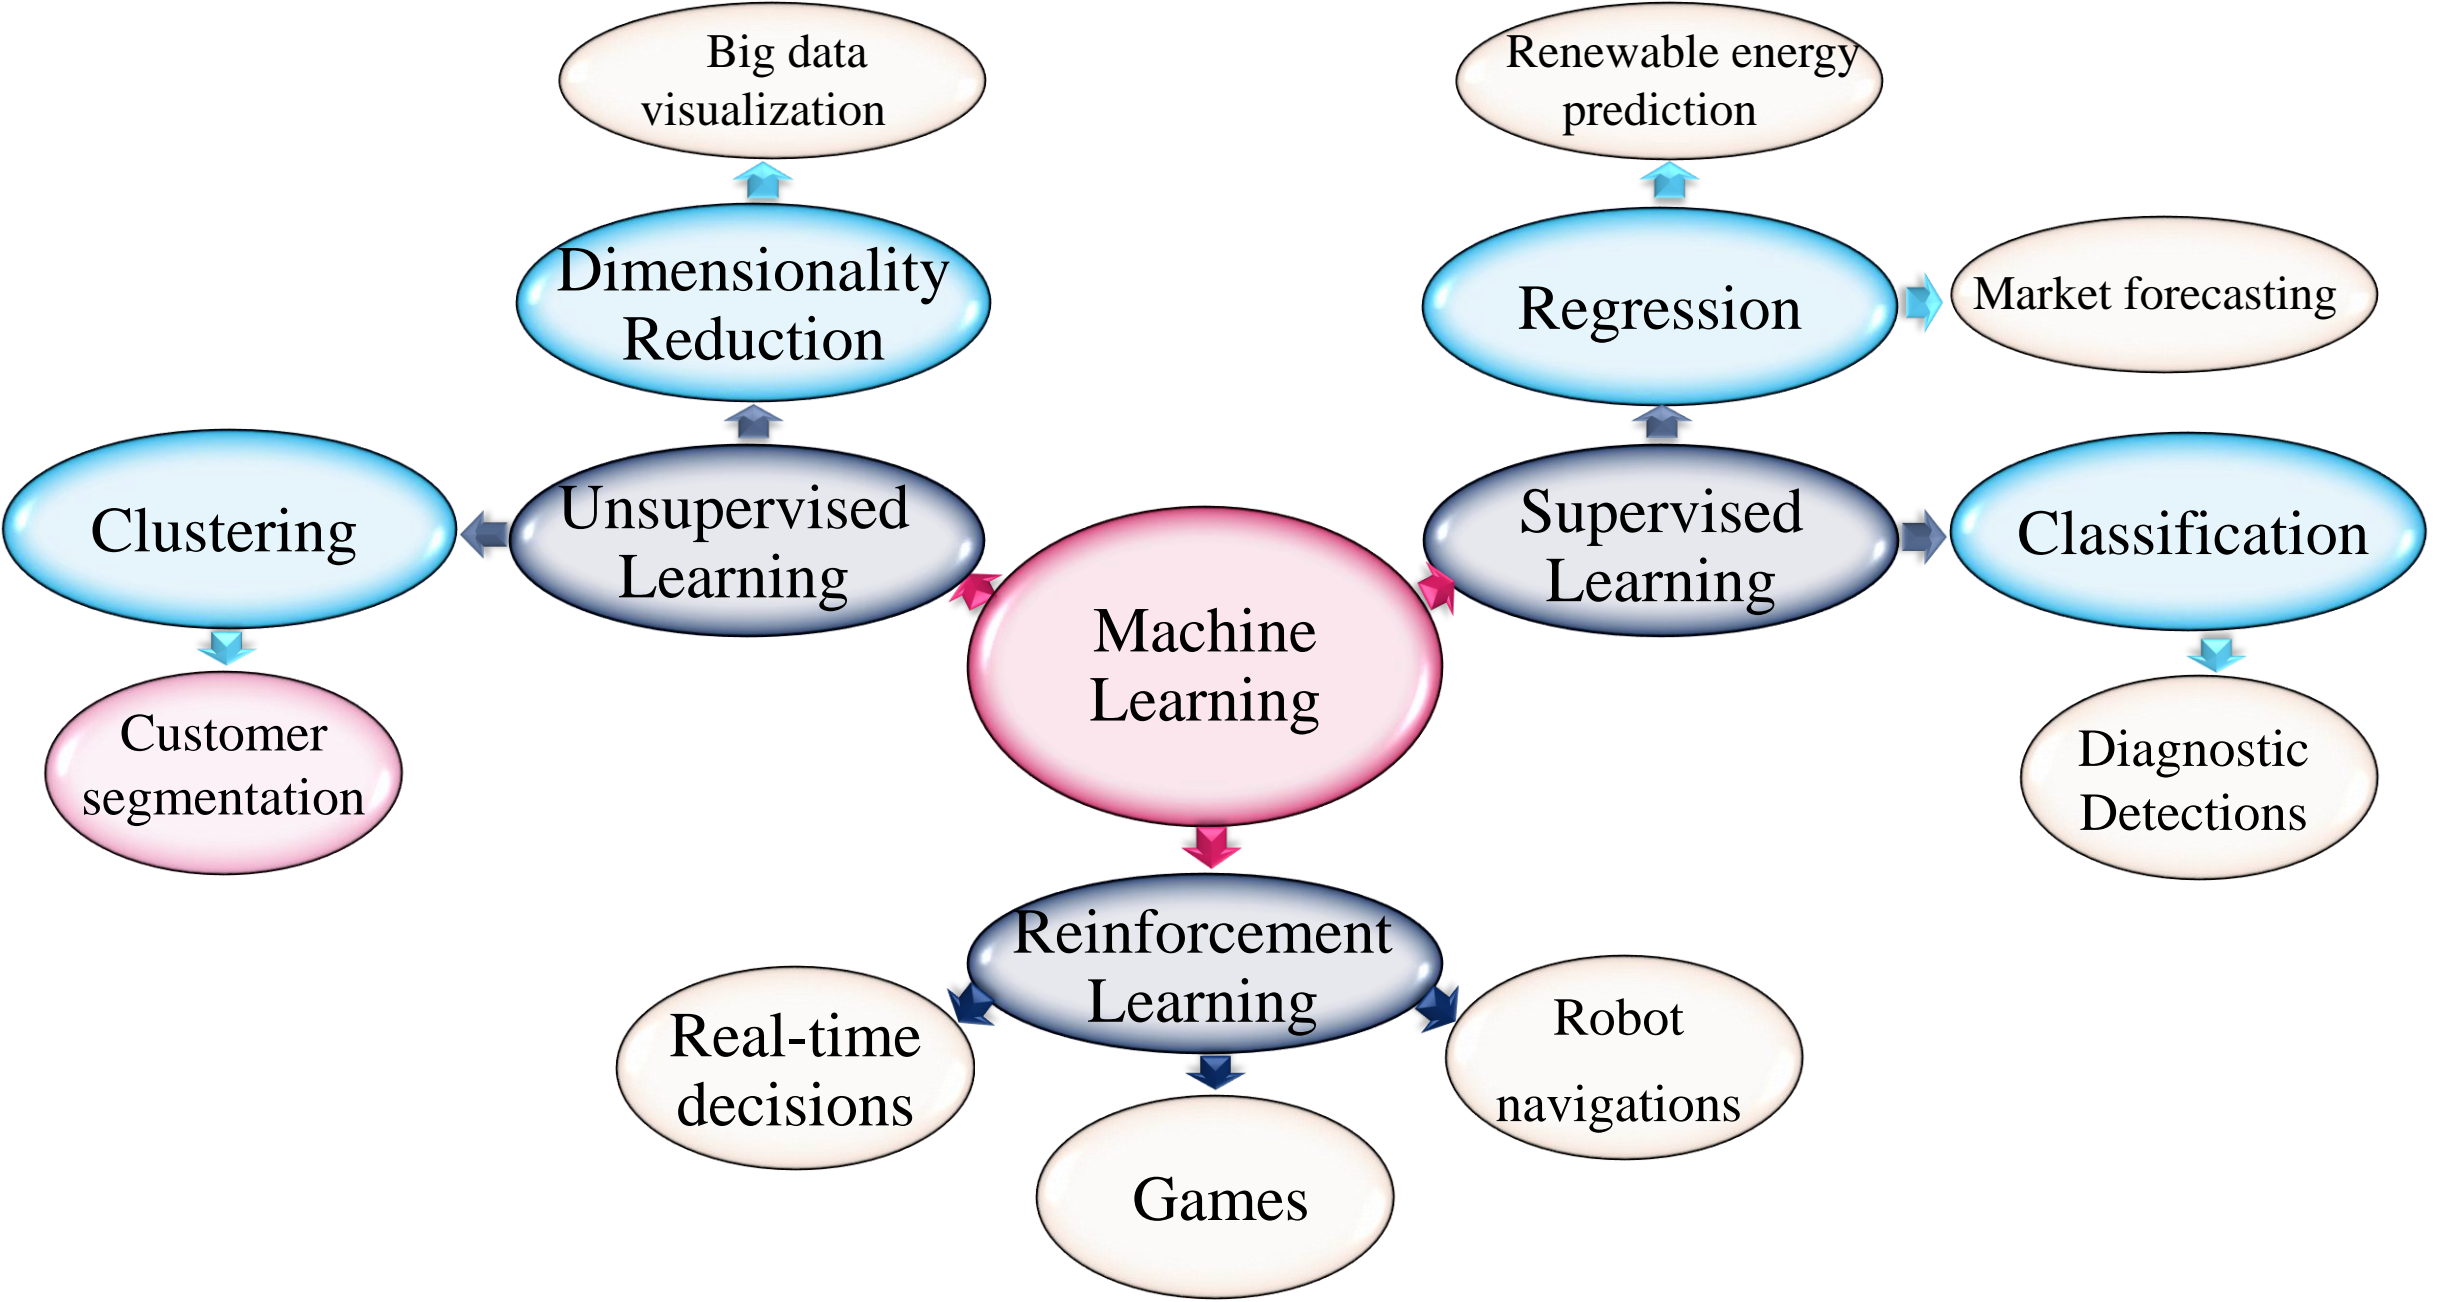 Big data
visualization
Renewable energy
prediction
Dimensionality
Reduction
Regression
Market forecasting
Clustering
Unsupervised
Learning
Supervised
Learning
Classification
Machine
Learning
Customer
segmentation
Diagnostic
Detections
Reinforcement
Learning
Real-time
decisions
Robot
navigations
Games